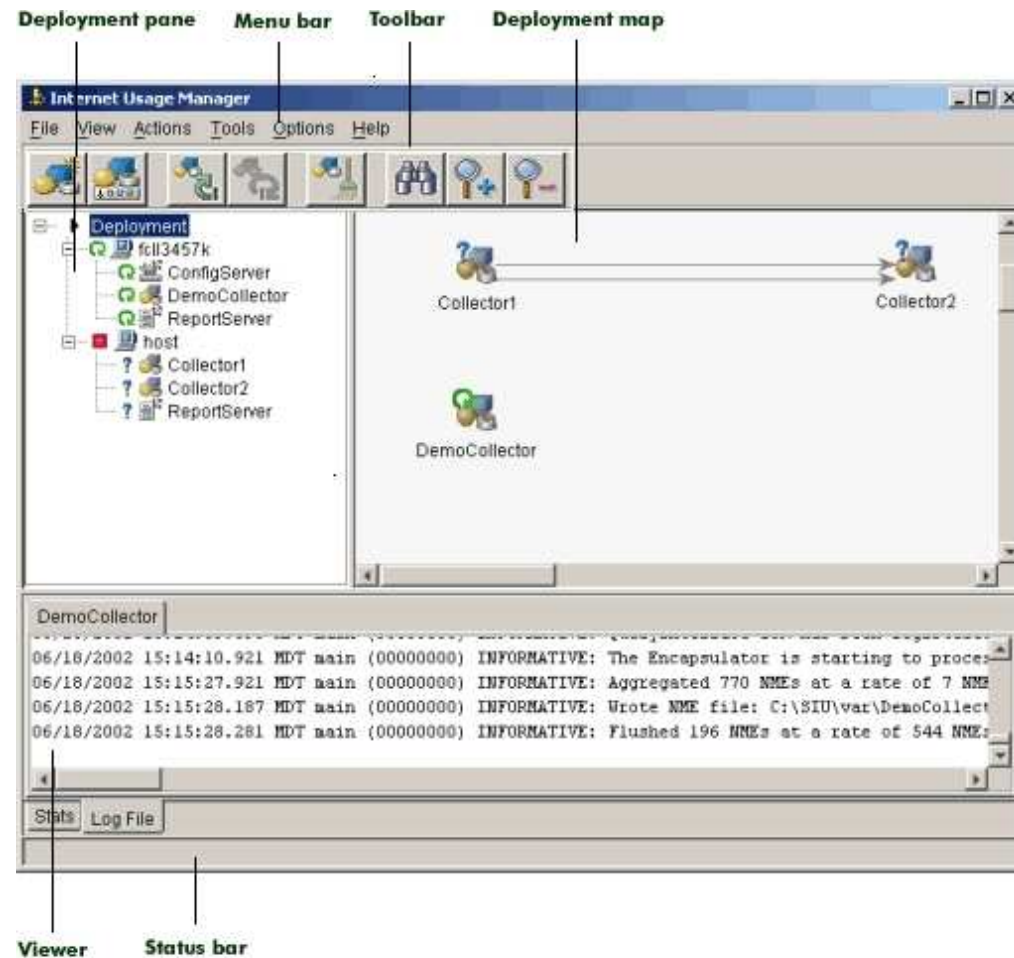 Deployment pane Menu bar Toolbar Deployment map
Internet Usage Manager
File View Actions Tools Options Help
Deployment
fcll3457k
ConfigServer
DemoCollector
ReportServer
host
? Collector1
? Collector2
? ReportServer
? Collector1
? Collector2
DemoCollector
DemoCollector
06/18/2002 15:14:10.921 MDT main (00000000) INFORMATIVE: The Encapsulator is starting to proces
06/18/2002 15:15:27.921 MDT main (00000000) INFORMATIVE: Aggregated 770 NMEs at a rate of 7 NME
06/18/2002 15:15:28.187 MDT main (00000000) INFORMATIVE: Wrote NME file: C:\SIU\var\DemoCollect
06/18/2002 15:15:28.281 MDT main (00000000) INFORMATIVE: Flushed 196 NMEs at a rate of 544 NMEs
Stats Log File
Viewer Status bar